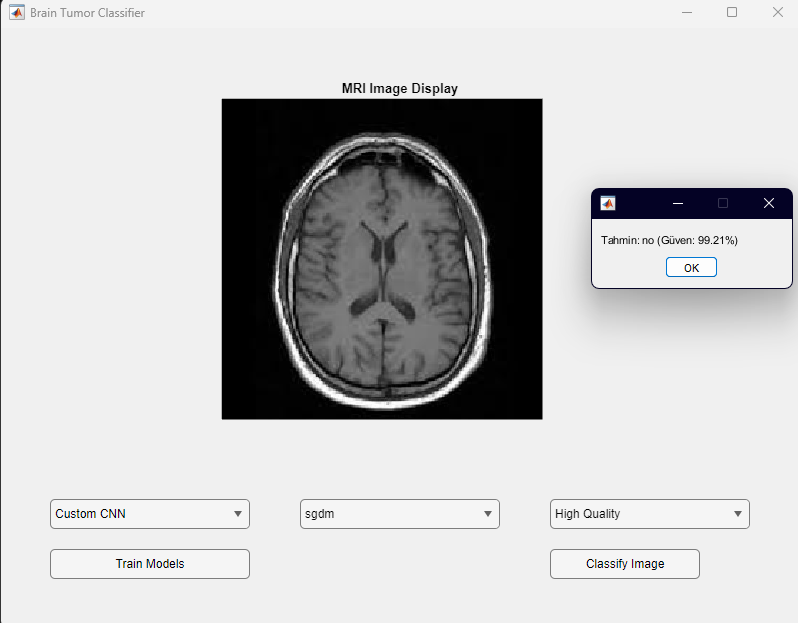 Brain Tumor Classifier
MRI Image Display
Tahmin: no (Güven: 99.21%)
OK
Custom CNN
sgdm
High Quality
Train Models
Classify Image